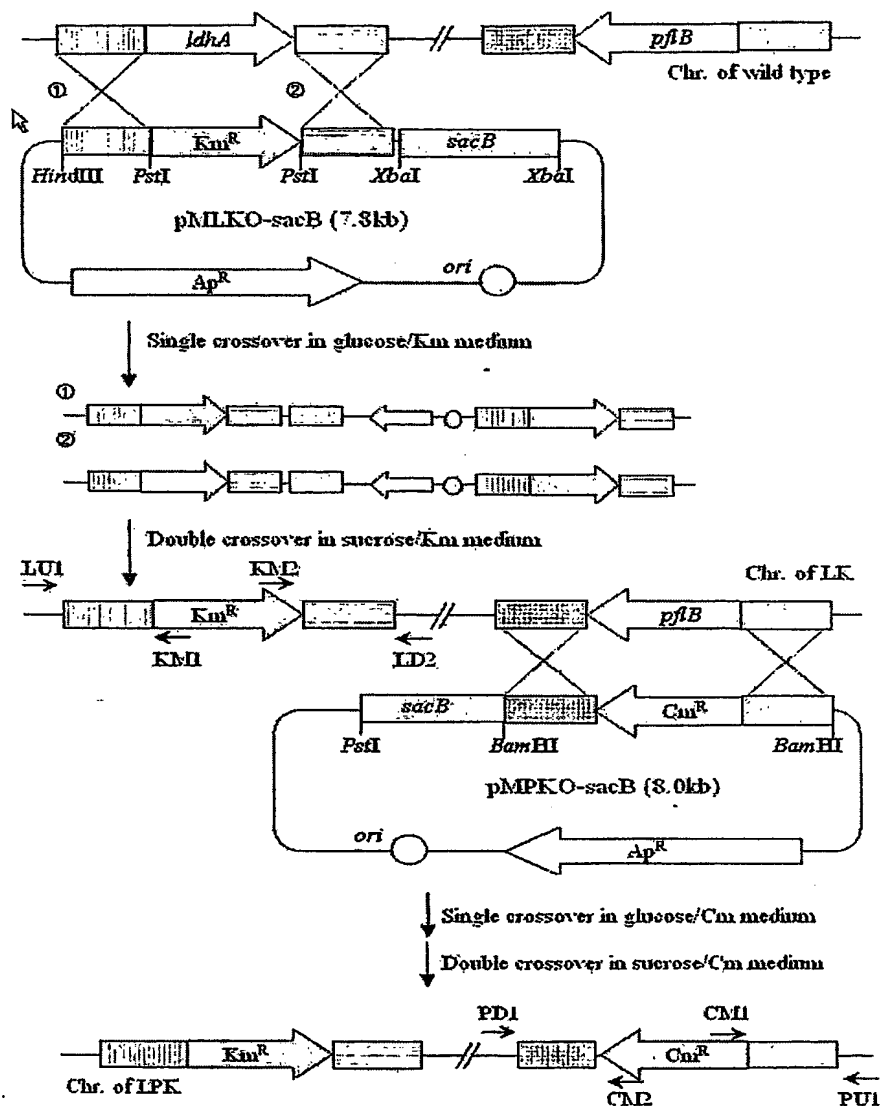 ldhA
pflB
Chr. of wild type
①
②
Km^R
sacB
HindIII
PstI
PstI
XbaI
XbaI
pMLKO-sacB (7.8kb)
Ap^R
ori
Single crossover in glucose/Km medium
①
②
Double crossover in sucrose/Km medium
LU1
KM2
Chr. of LK
Km^R
pflB
KM1
LD2
sacB
Cm^R
PstI
BamHI
BamHI
pMPKO-sacB (8.0kb)
ori
Ap^R
Single crossover in glucose/Cm medium
Double crossover in sucrose/Cm medium
PD1
CM1
Km^R
Cm^R
Chr. of LPK
CM2
PU1